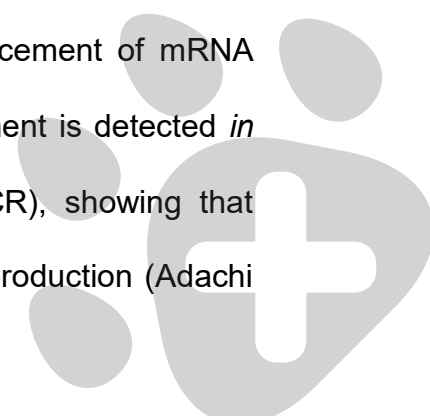 cement of mRNA
ent is detected in
CR), showing that
roduction (Adachi